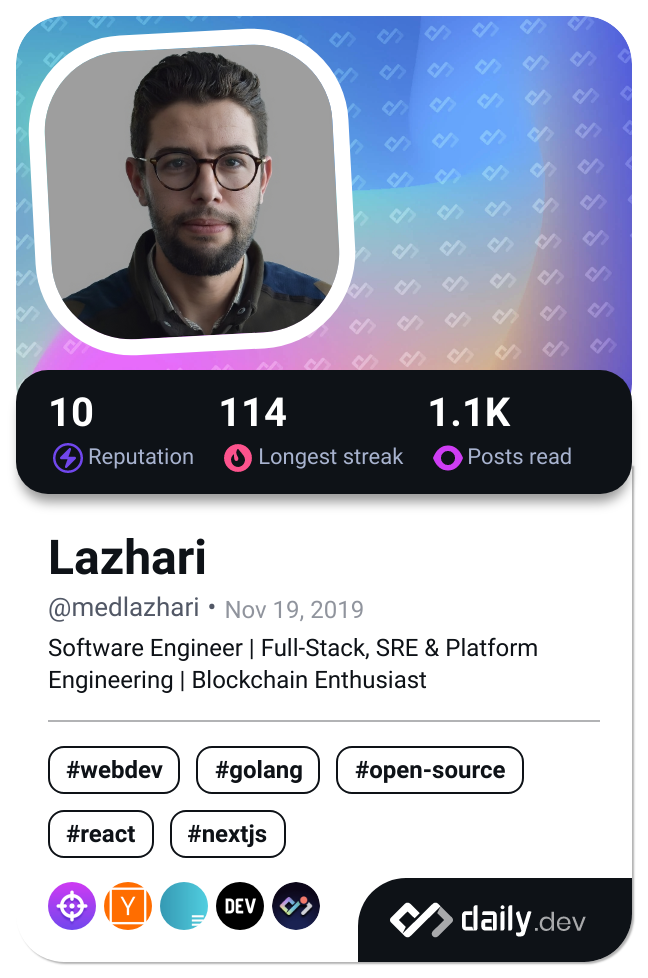 10 114 1.1K
Reputation Longest streak Posts read
Lazhari
@medlazhari • Nov 19, 2019
Software Engineer | Full-Stack, SRE & Platform
Engineering | Blockchain Enthusiast
#webdev #golang #open-source
#react #nextjs
Y DEV
daily.dev